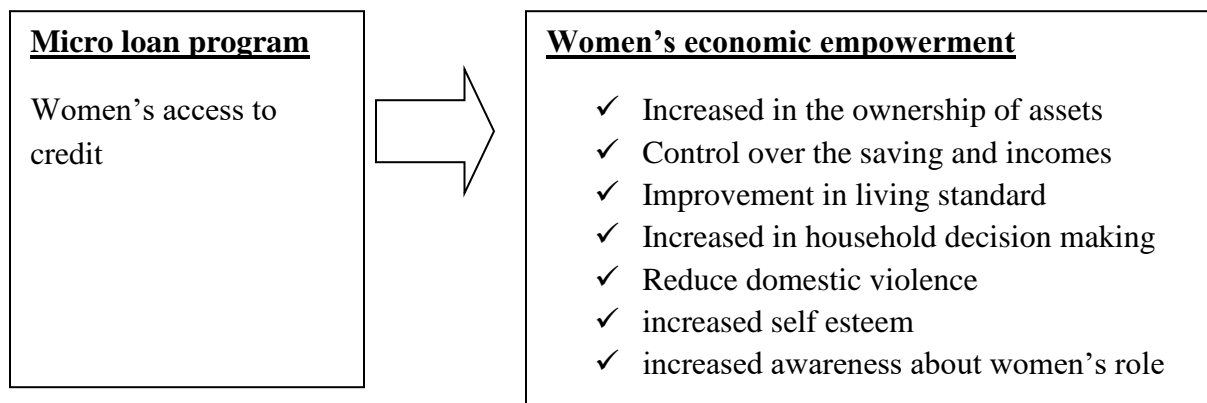 Micro loan program
Women’s access to
credit
Women’s economic empowerment
✓ Increased in the ownership of assets
✓ Control over the saving and incomes
✓ Improvement in living standard
✓ Increased in household decision making
✓ Reduce domestic violence
✓ increased self esteem
✓ increased awareness about women’s role